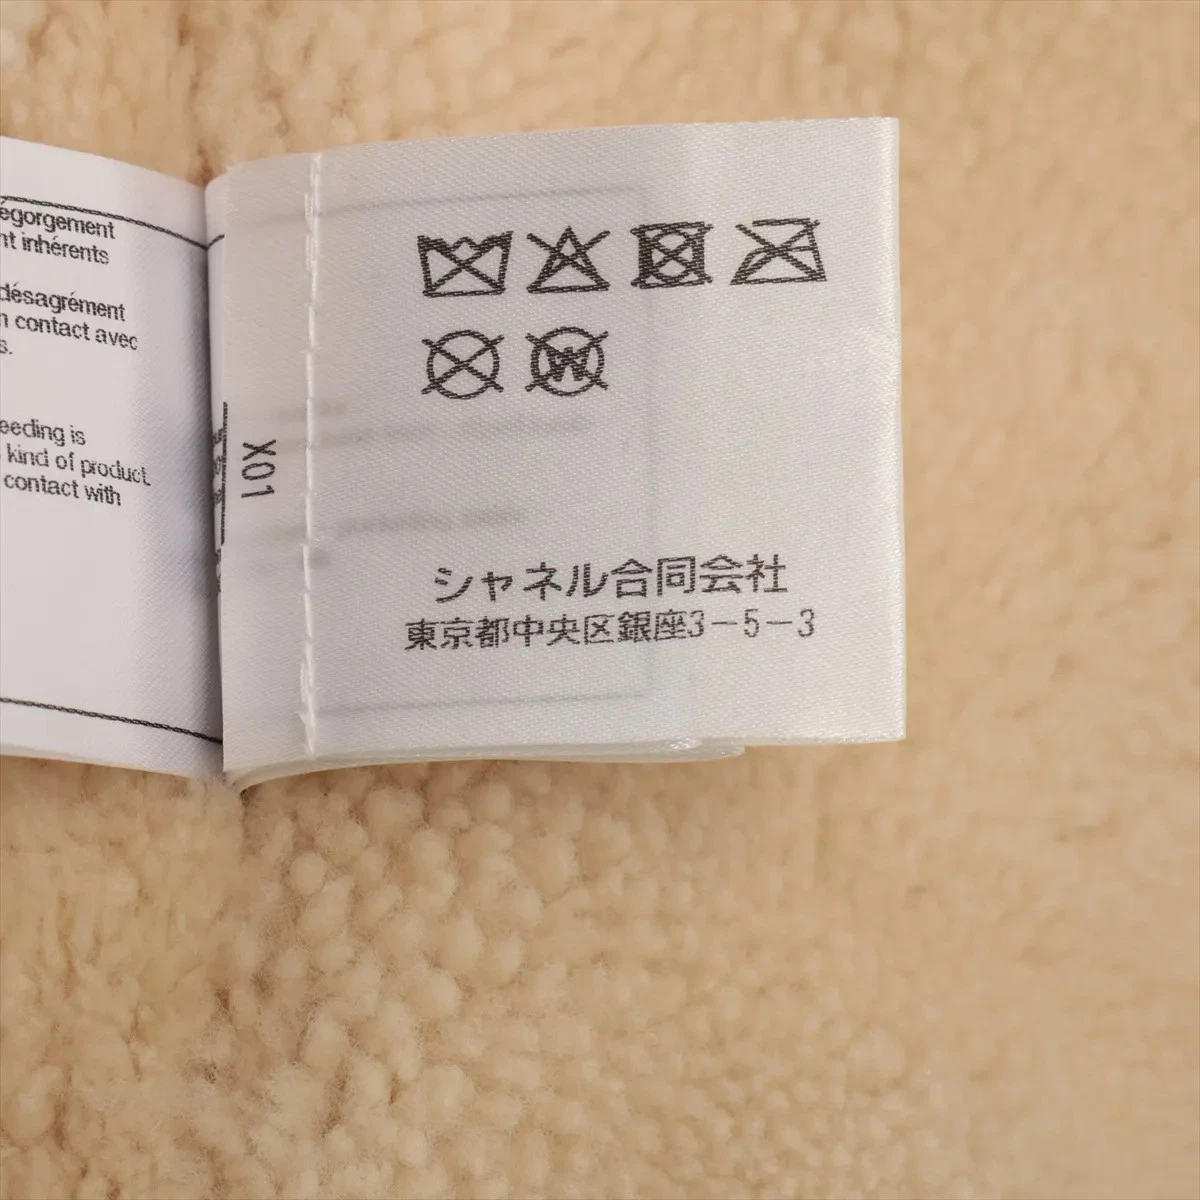 égorgement
nt inhérents
désagrément
n contact avec
s.
eeding is
kind of product.
contact with
X01
W
シャネル合同会社
東京都中央区銀座3-5-3